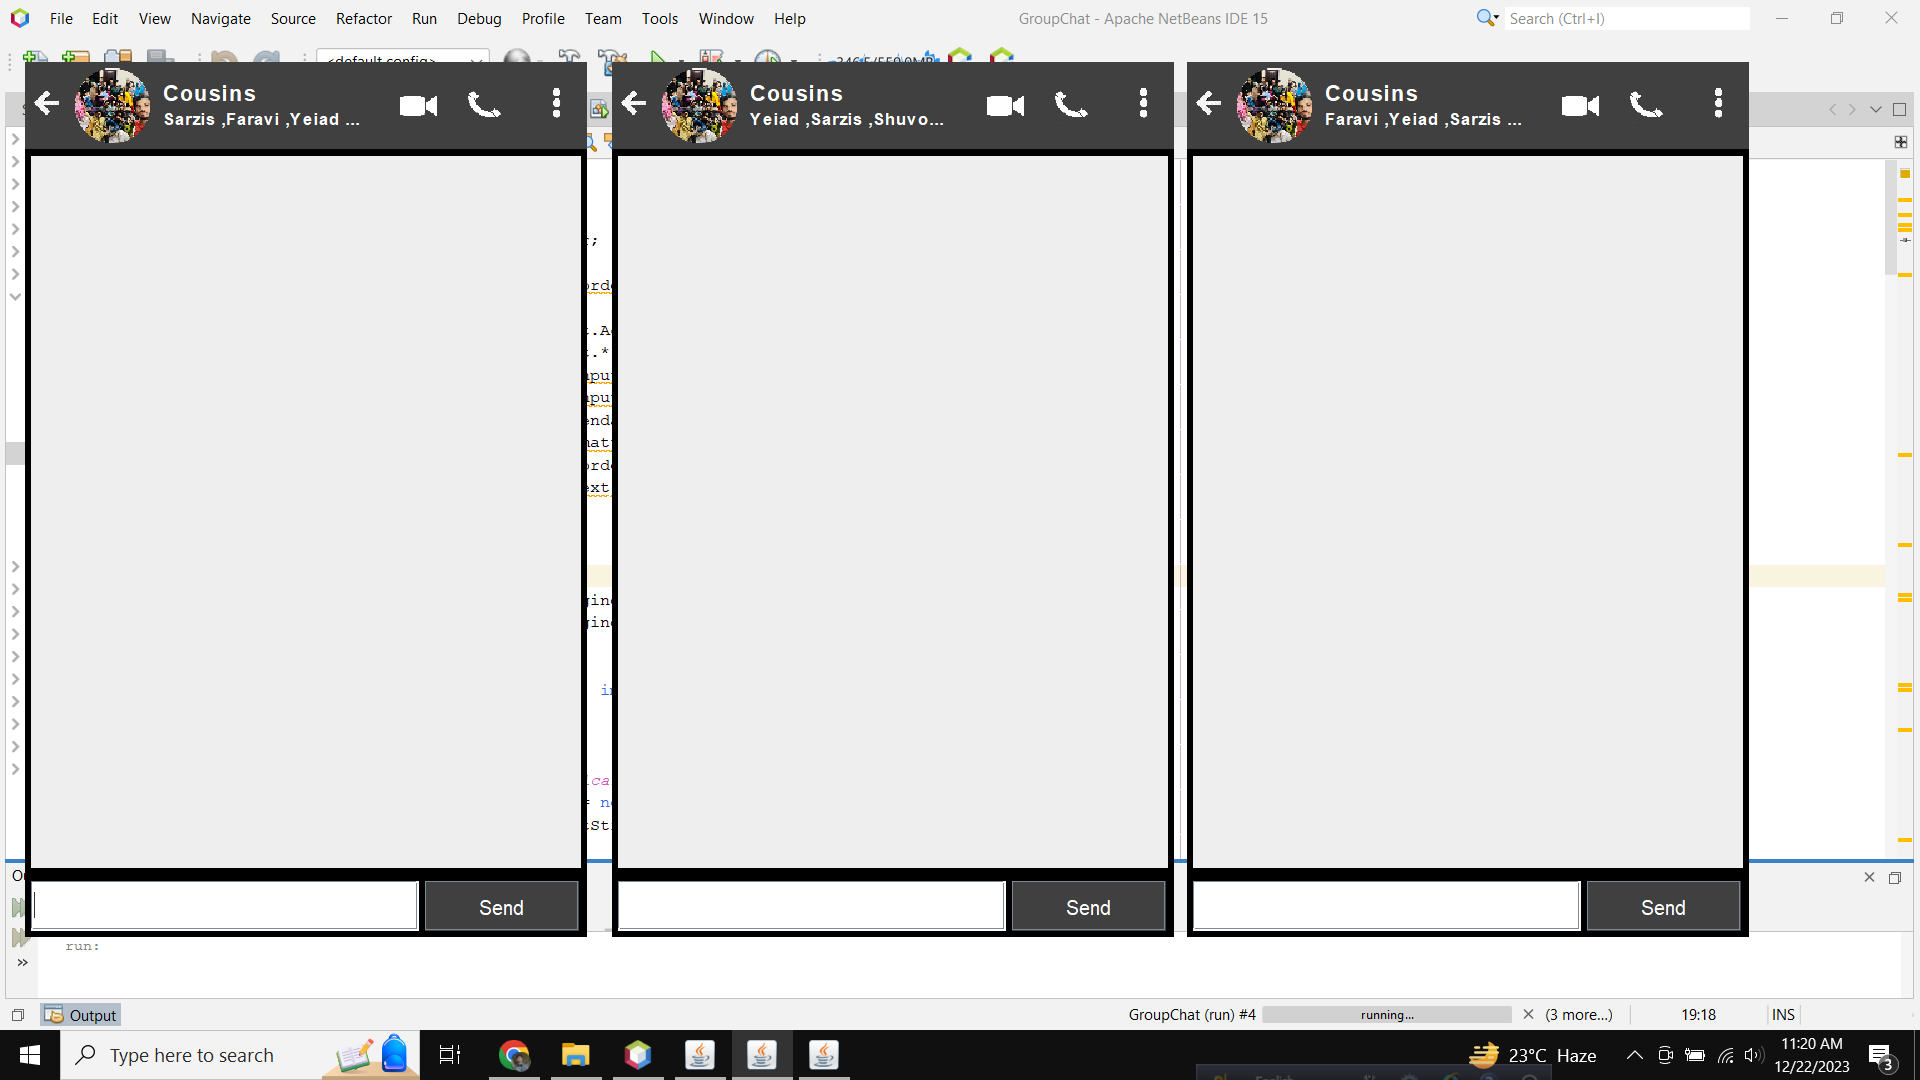 File Edit View Navigate Source Refactor Run Debug Profile Team Tools Window Help
GroupChat - Apache NetBeans IDE 15
Search (Ctrl+I)
<default config>
Cousins
Sarzis ,Faravi ,Yeiad ...
Cousins
Yeiad ,Sarzis ,Shuvo...
Cousins
Faravi ,Yeiad ,Sarzis ...
Send
Send
Send
run:
Output
GroupChat (run) #4
running...
(3 more...)
19:18
INS
Type here to search
23°C Haze
11:20 AM
12/22/2023
3